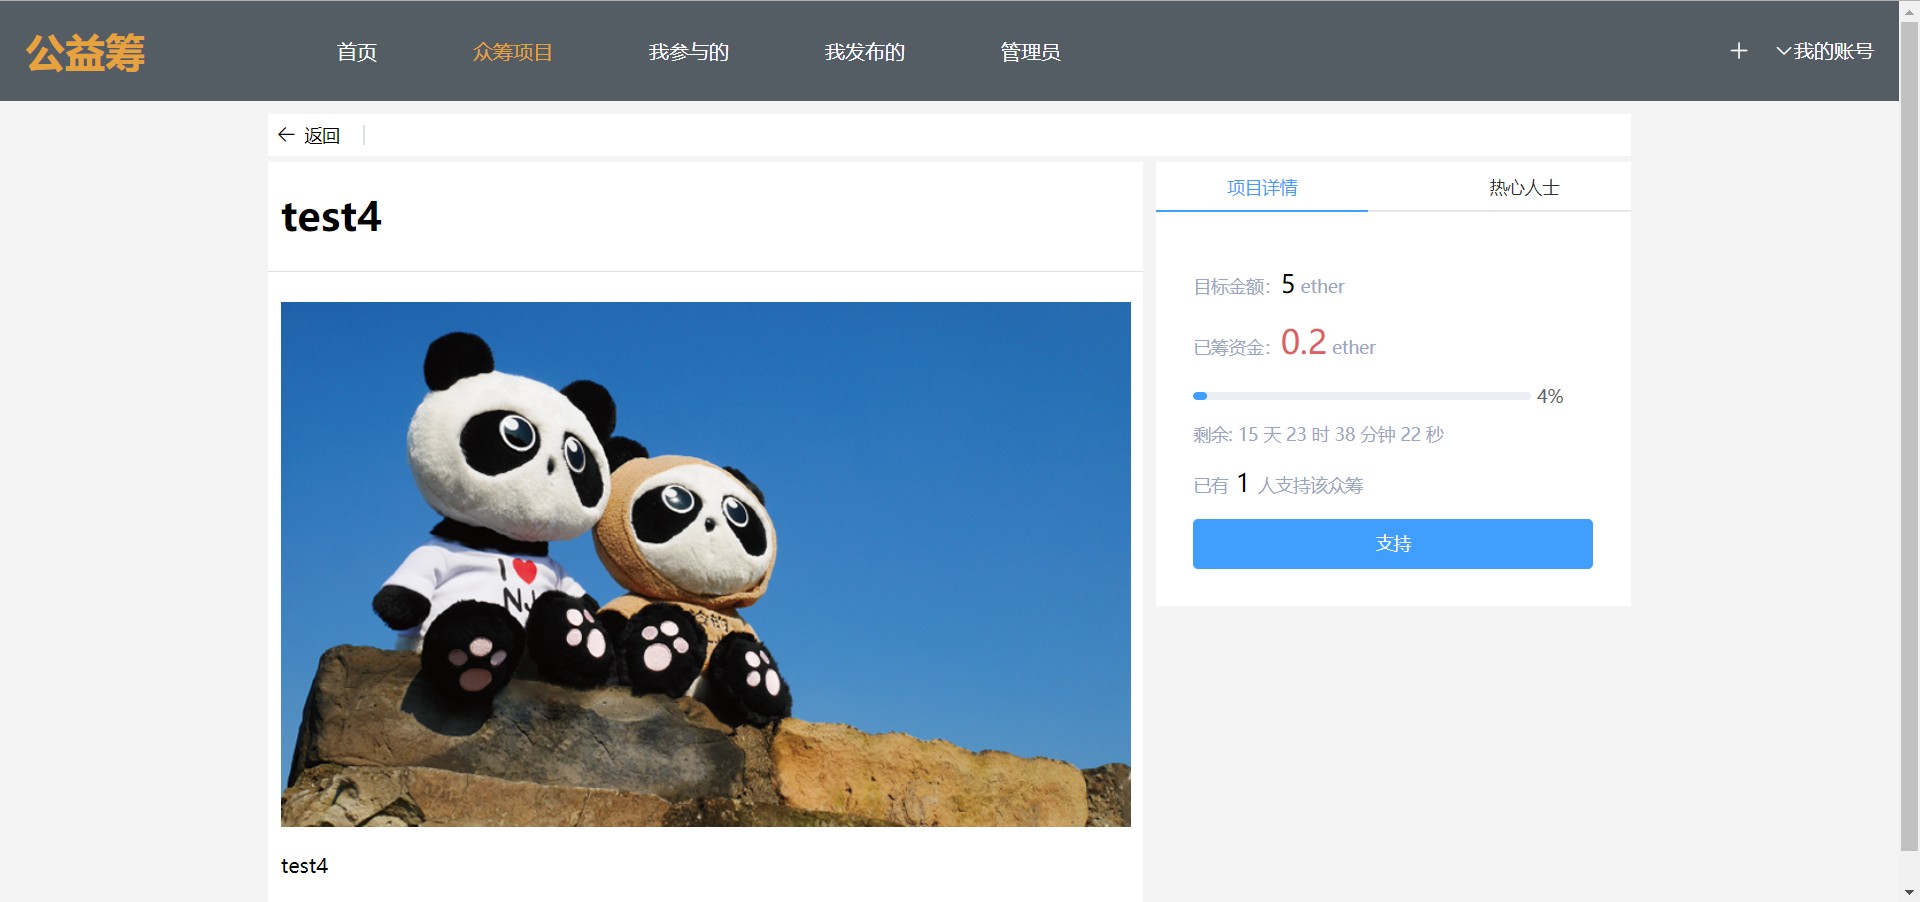 公益筹
首页
众筹项目
我参与的
我发布的
管理员
我的账号
返回
test4
I
NJ
test4
项目详情
热心人士
目标金额: 5 ether
已筹资金: 0.2 ether
4%
剩余: 15 天 23 时 38 分钟 22 秒
已有 1 人支持该众筹
支持